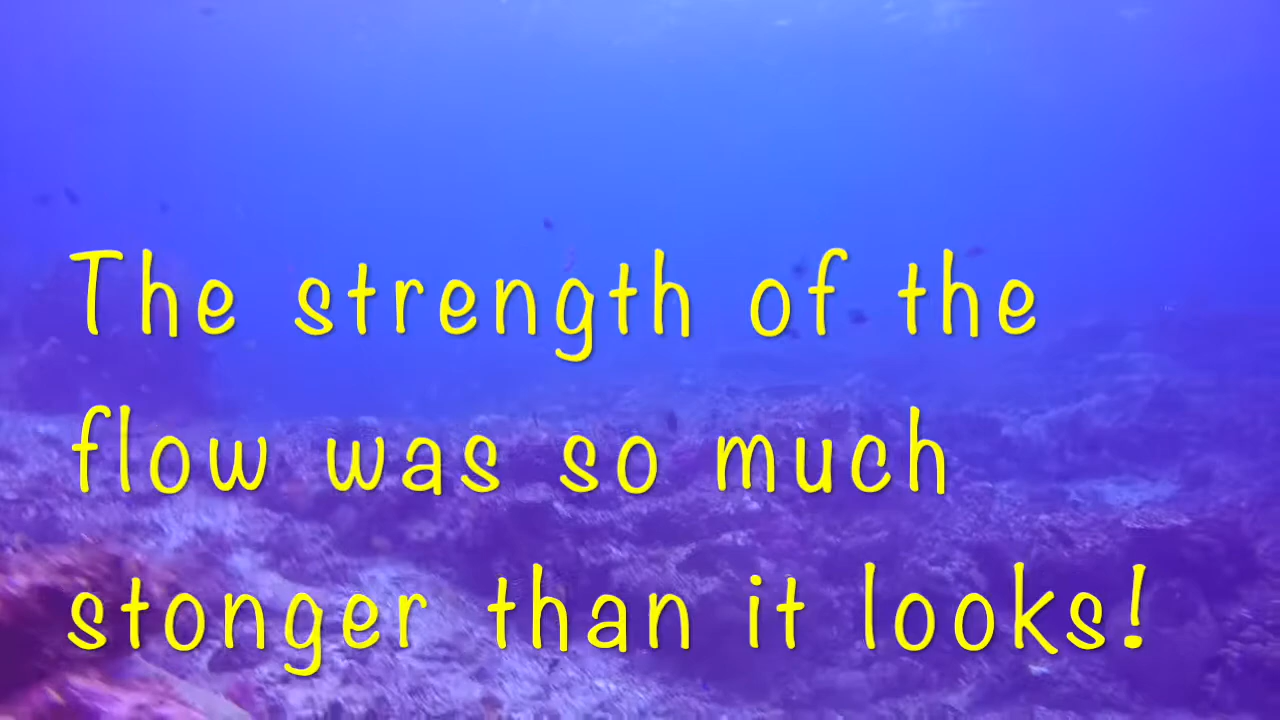 The strength of the
flow was so much
stonger than it looks!